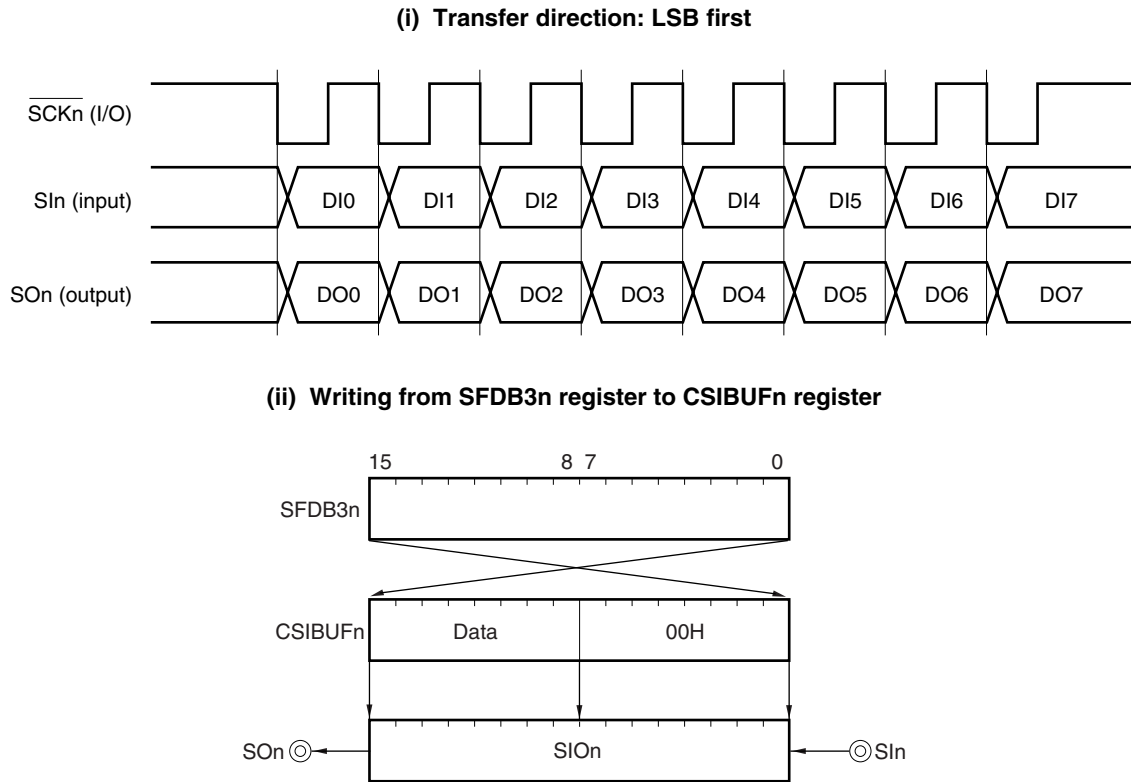 (i) Transfer direction: LSB first
SCKn (I/O)
SIn (input) DI0 DI1 DI2 DI3 DI4 DI5 DI6 DI7
SOn (output) DO0 DO1 DO2 DO3 DO4 DO5 DO6 DO7
(ii) Writing from SFDB3n register to CSIBUFn register
15 8 7 0
SFDB3n
CSIBUFn Data 00H
SOn SIOn SIn